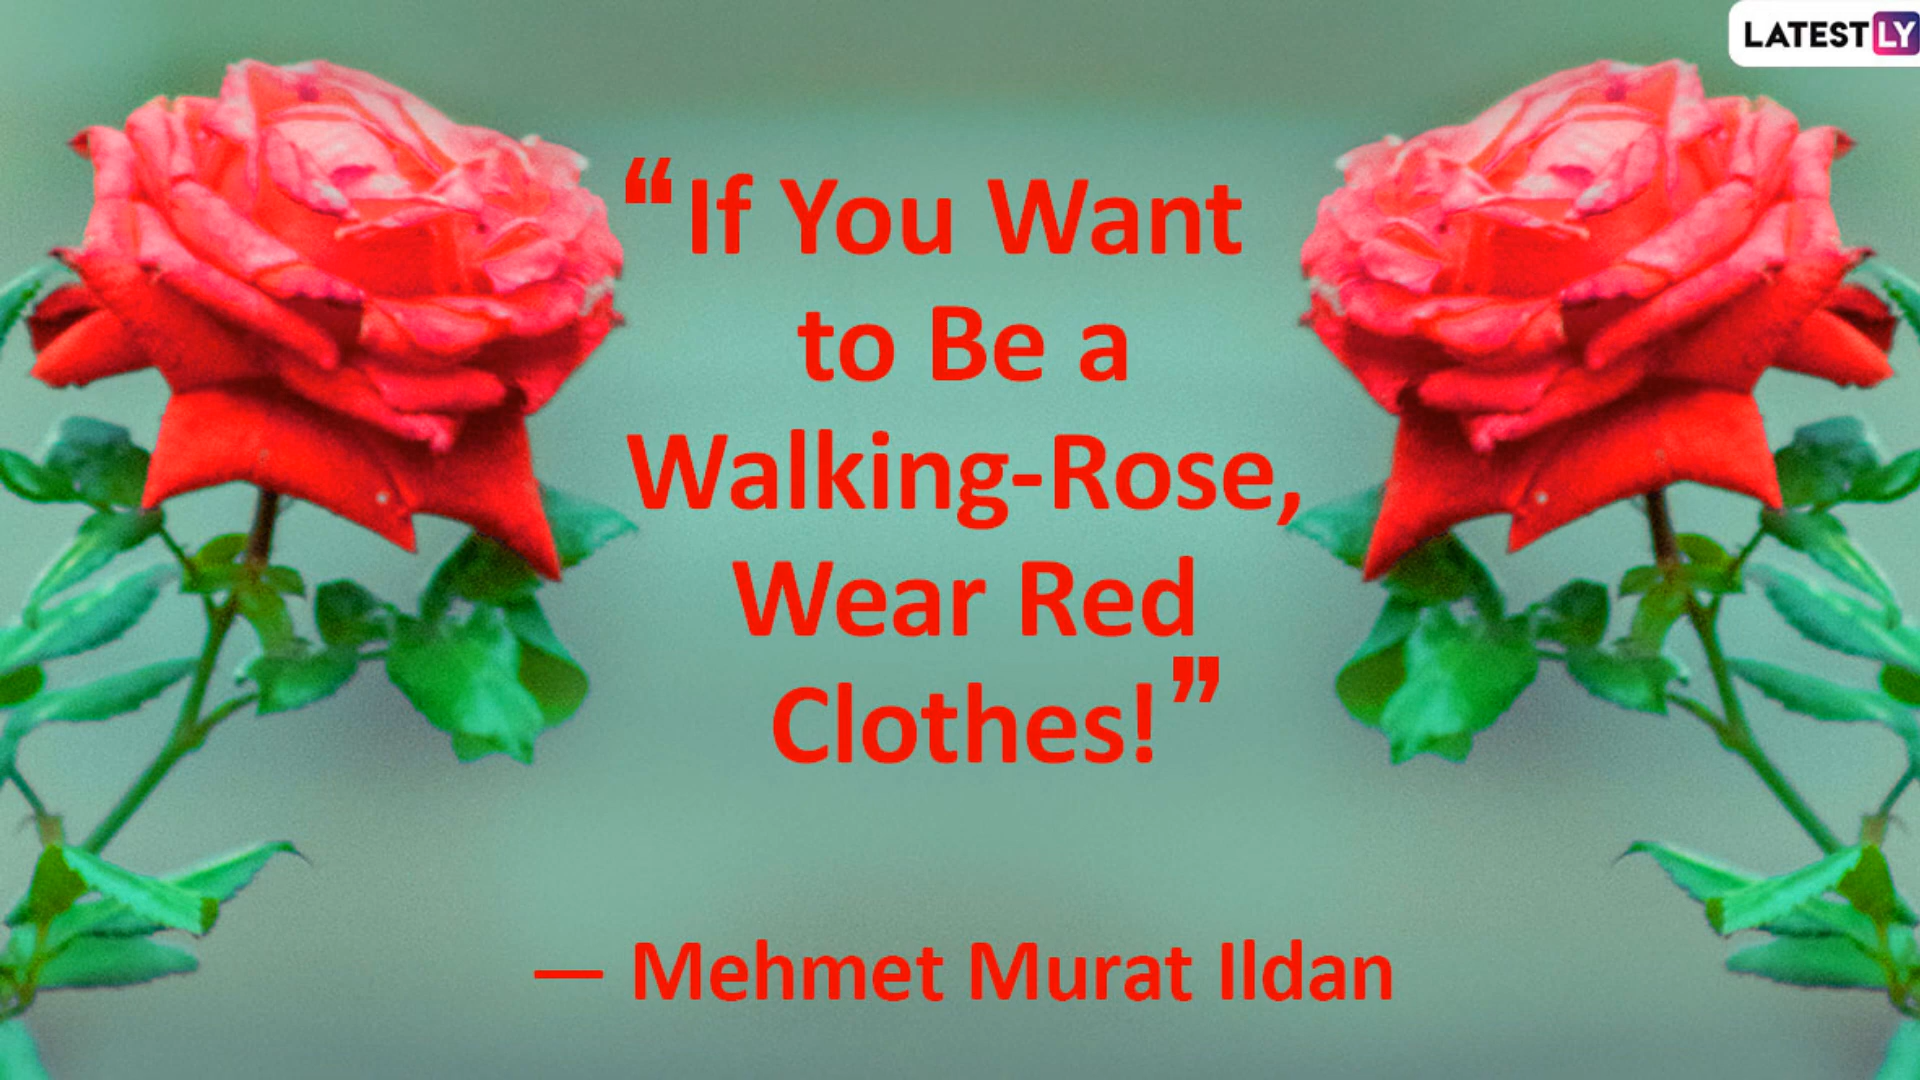 LATESTLY
“If You Want
to Be a
Walking-Rose,
Wear Red
Clothes!”
— Mehmet Murat Ildan